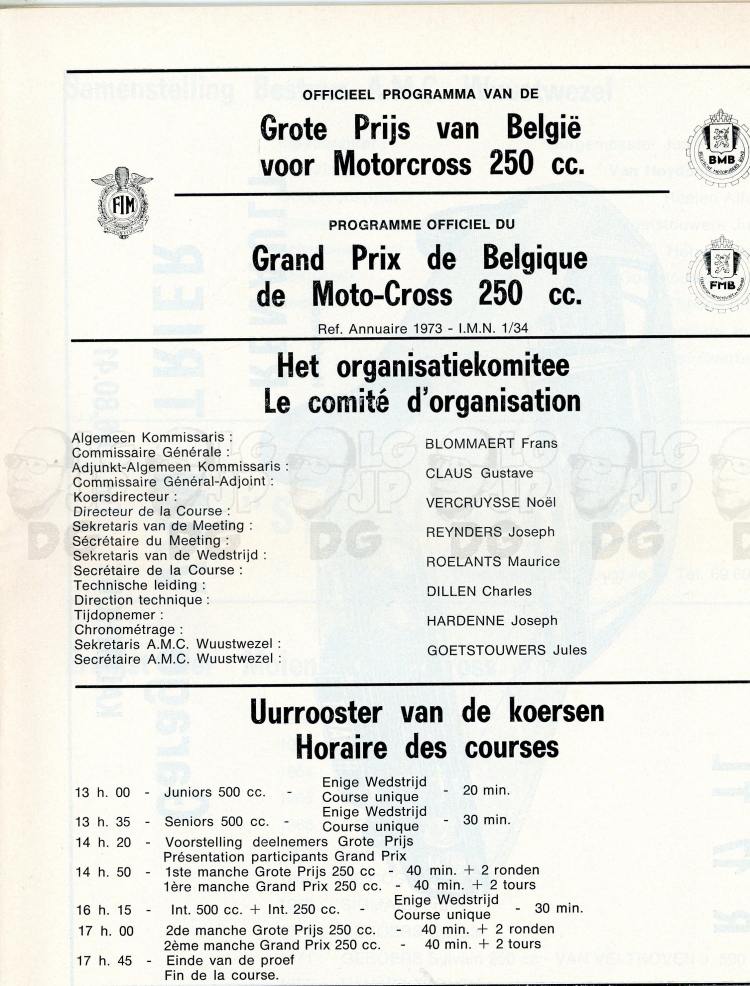 OFFICIEEL PROGRAMMA VAN DE
Grote Prijs van België
voor Motorcross 250 cc.
BMB
FIM
PROGRAMME OFFICIEL DU
Grand Prix de Belgique
de Moto-Cross 250 cc.
FMB
Ref. Annuaire 1973 - I.M.N. 1/34
Het organisatiekomitee
Le comité d'organisation
Algemeen Kommissaris :
Commissaire Générale :
BLOMMAERT Frans
Adjunkt-Algemeen Kommissaris :
Commissaire Général-Adjoint :
CLAUS Gustave
Koersdirecteur :
Directeur de la Course :
VERCRUYSSE Noël
Sekretaris van de Meeting :
Sécrétaire du Meeting :
REYNDERS Joseph
Sekretaris van de Wedstrijd :
Secrétaire de la Course :
ROELANTS Maurice
Technische leiding :
Direction technique :
DILLEN Charles
Tijdopnemer :
Chronométrage :
HARDENNE Joseph
Sekretaris A.M.C. Wuustwezel :
Secrétaire A.M.C. Wuustwezel :
GOETSTOUWERS Jules
Uurrooster van de koersen
Horaire des courses
13 h. 00 - Juniors 500 cc. - Enige Wedstrijd
Course unique - 20 min.
13 h. 35 - Seniors 500 cc. - Enige Wedstrijd
Course unique - 30 min.
14 h. 20 - Voorstelling deelnemers Grote Prijs
Présentation participants Grand Prix
14 h. 50 - 1ste manche Grote Prijs 250 cc - 40 min. + 2 ronden
1ère manche Grand Prix 250 cc. - 40 min. + 2 tours
16 h. 15 - Int. 500 cc. + Int. 250 cc. - Enige Wedstrijd
Course unique - 30 min.
17 h. 00 2de manche Grote Prijs 250 cc. - 40 min. + 2 ronden
2ème manche Grand Prix 250 cc. - 40 min. + 2 tours
17 h. 45 - Einde van de proef
Fin de la course.
LG
JP
DG
LG
JP
DG
LG
JP
DG